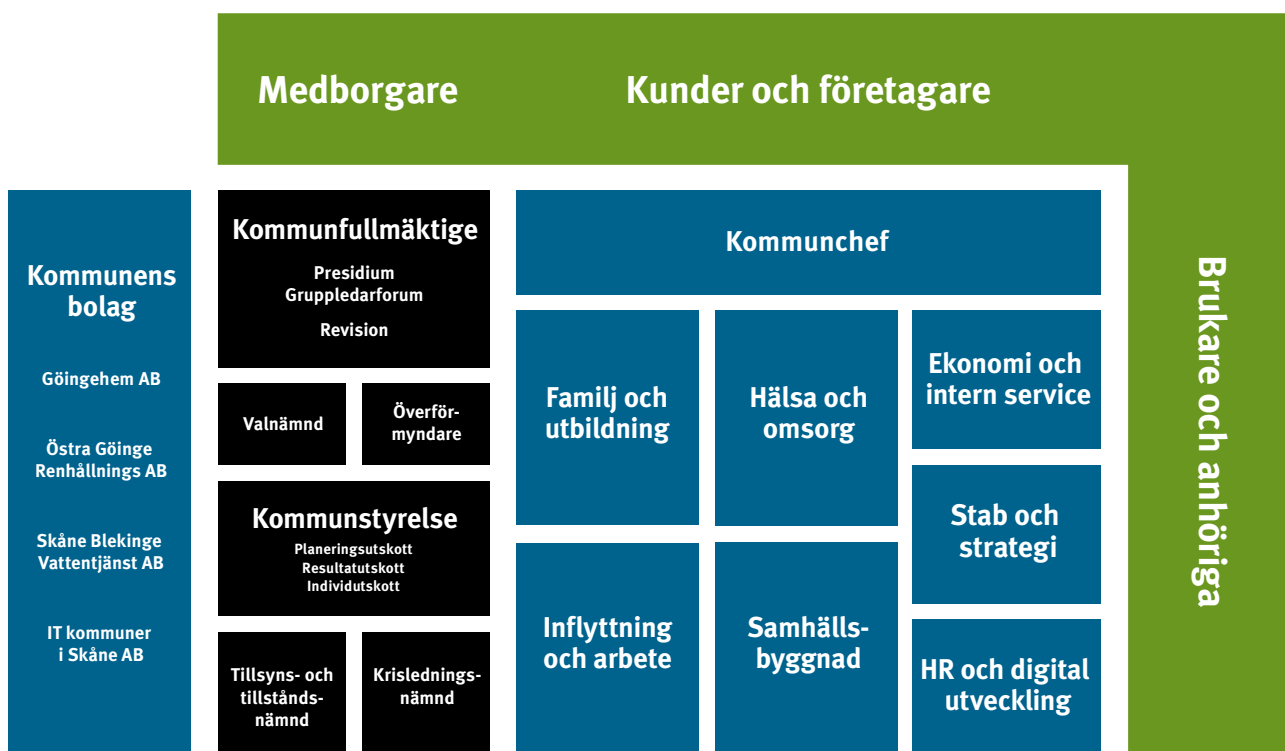 Medborgare
Kunder och företagare
Brukare och anhöriga
Kommunens
bolag
Göingehem AB
Östra Göinge
Renhållnings AB
Skåne Blekinge
Vattentjänst AB
IT kommuner
i Skåne AB
Kommunfullmäktige
Presidium
Gruppledarforum
Revision
Valnämnd
Överför-
myndare
Kommunstyrelse
Planeringsutskott
Resultatutskott
Individutskott
Tillsyns- och
tillstånds-
nämnd
Krislednings-
nämnd
Kommunchef
Familj och
utbildning
Hälsa och
omsorg
Ekonomi och
intern service
Stab och
strategi
Inflyttning
och arbete
Samhälls-
byggnad
HR och digital
utveckling